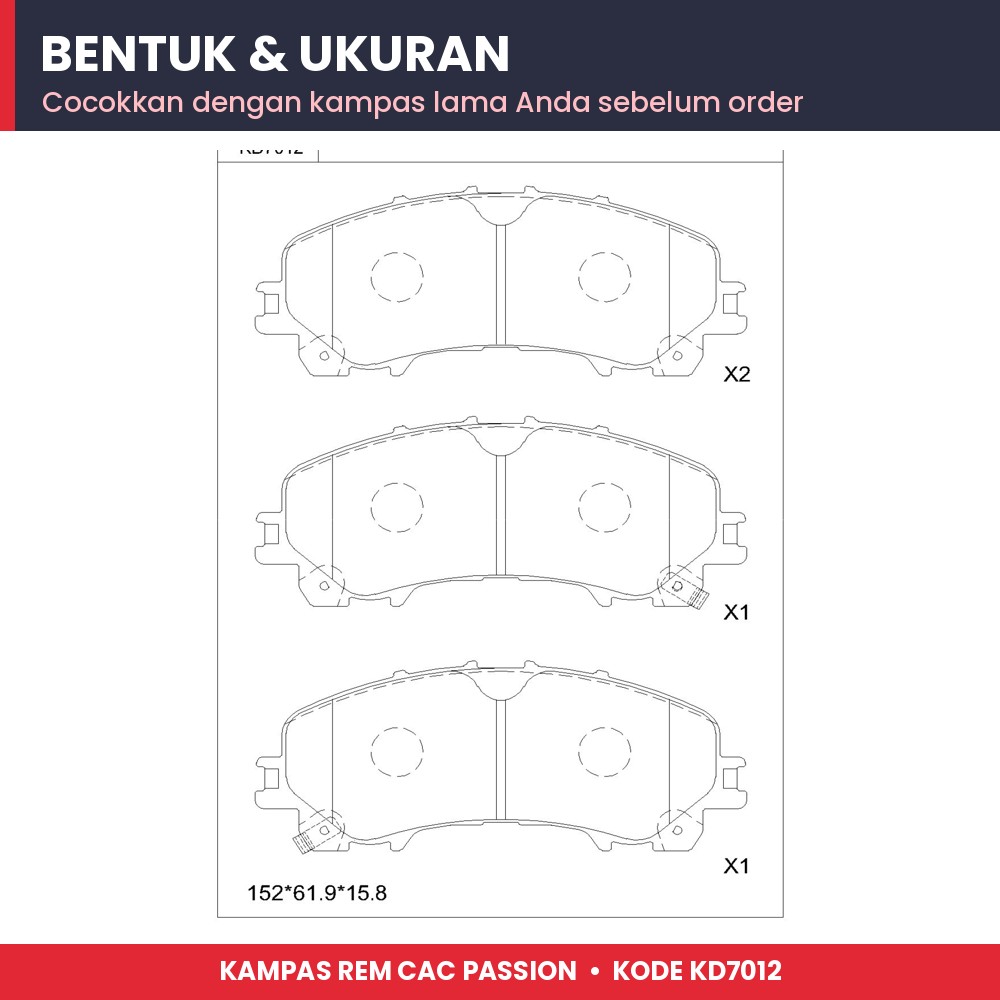 BENTUK & UKURAN
Cocokkan dengan kampas lama Anda sebelum order
KD7012
X2
X1
X1
152*61.9*15.8
KAMPAS REM CAC PASSION • KODE KD7012